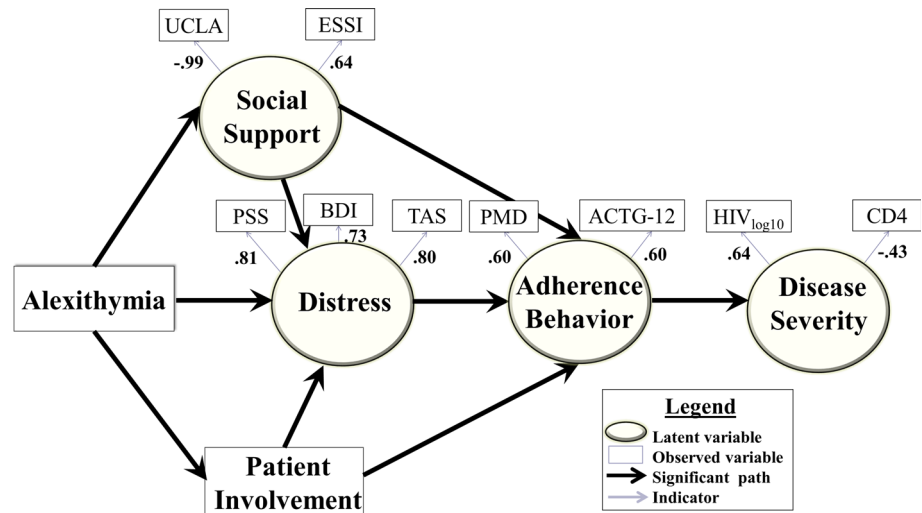 UCLA
ESSI
-.99
.64
Social
Support
PSS
BDI
TAS
PMD
ACTG-12
HIVlog10
CD4
.81
.73
.80
.60
.60
.64
-.43
Alexithymia
Distress
Adherence
Behavior
Disease
Severity
Patient
Involvement
Legend
Latent variable
Observed variable
Significant path
Indicator